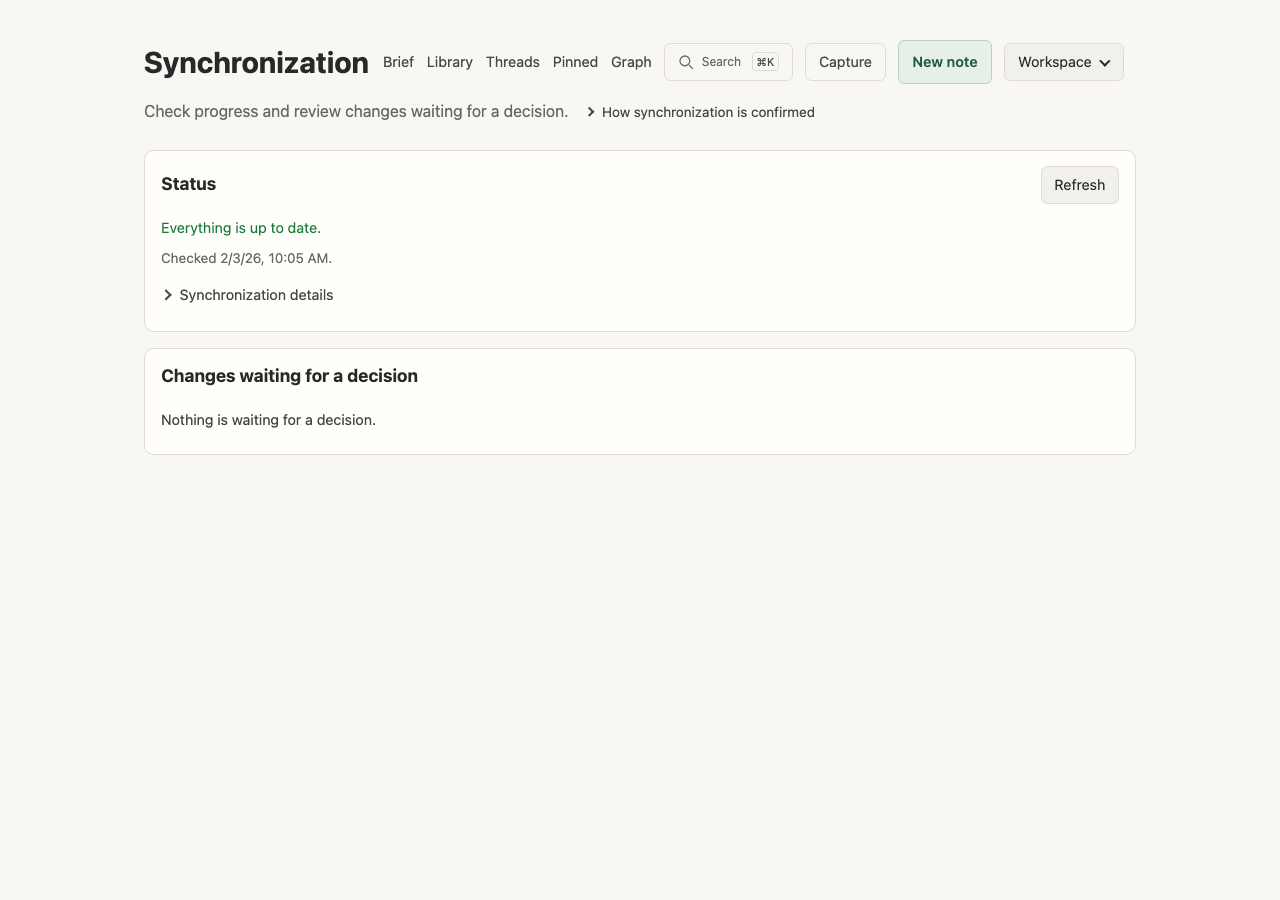 Synchronization Brief Library Threads Pinned Graph Search ⌘K Capture New note Workspace
Check progress and review changes waiting for a decision. How synchronization is confirmed
Status Refresh
Everything is up to date.
Checked 2/3/26, 10:05 AM.
Synchronization details
Changes waiting for a decision
Nothing is waiting for a decision.